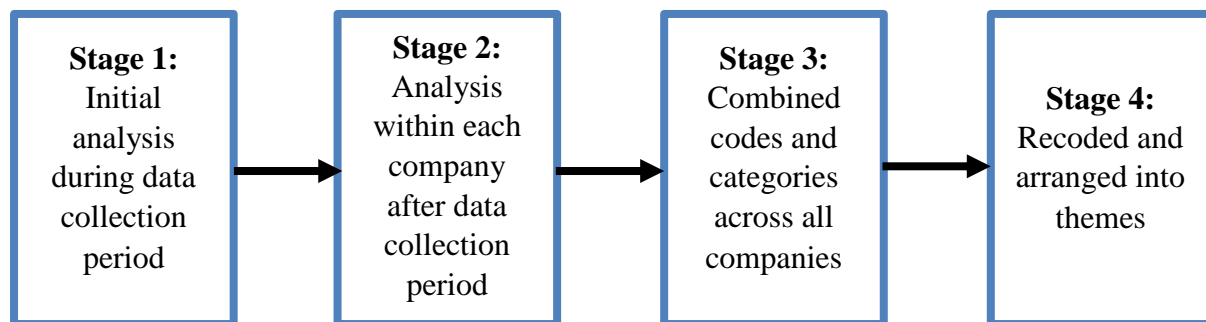 Stage 1:
Initial
analysis
during data
collection
period
Stage 2:
Analysis
within each
company
after data
collection
period
Stage 3:
Combined
codes and
categories
across all
companies
Stage 4:
Recoded and
arranged into
themes